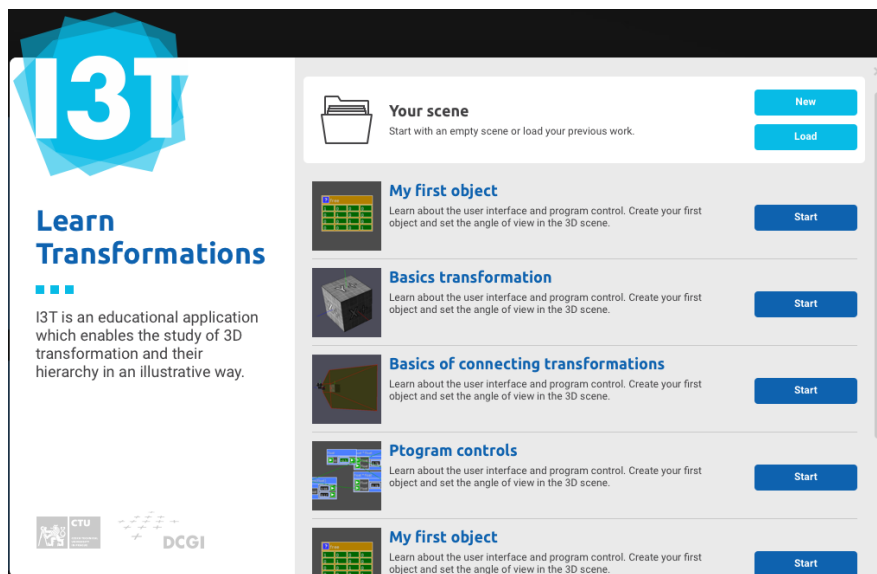 I3T
Learn
Transformations
I3T is an educational application
which enables the study of 3D
transformation and their
hierarchy in an illustrative way.
CTU
DCGI
Your scene
Start with an empty scene or load your previous work.
New
Load
My first object
Learn about the user interface and program control. Create your first
object and set the angle of view in the 3D scene.
Start
Basics transformation
Learn about the user interface and program control. Create your first
object and set the angle of view in the 3D scene.
Start
Basics of connecting transformations
Learn about the user interface and program control. Create your first
object and set the angle of view in the 3D scene.
Start
Ptogram controls
Learn about the user interface and program control. Create your first
object and set the angle of view in the 3D scene.
Start
My first object
Learn about the user interface and program control. Create your first
object and set the angle of view in the 3D scene.
Start